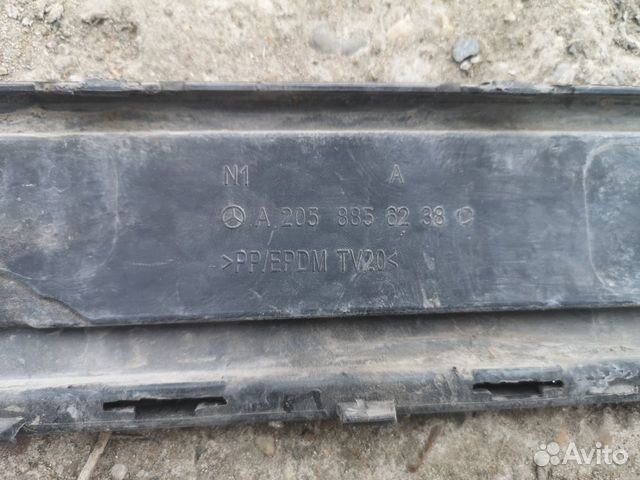 N1 A
A 205 885 62 38
>PP/EPDM TV20<
Avito